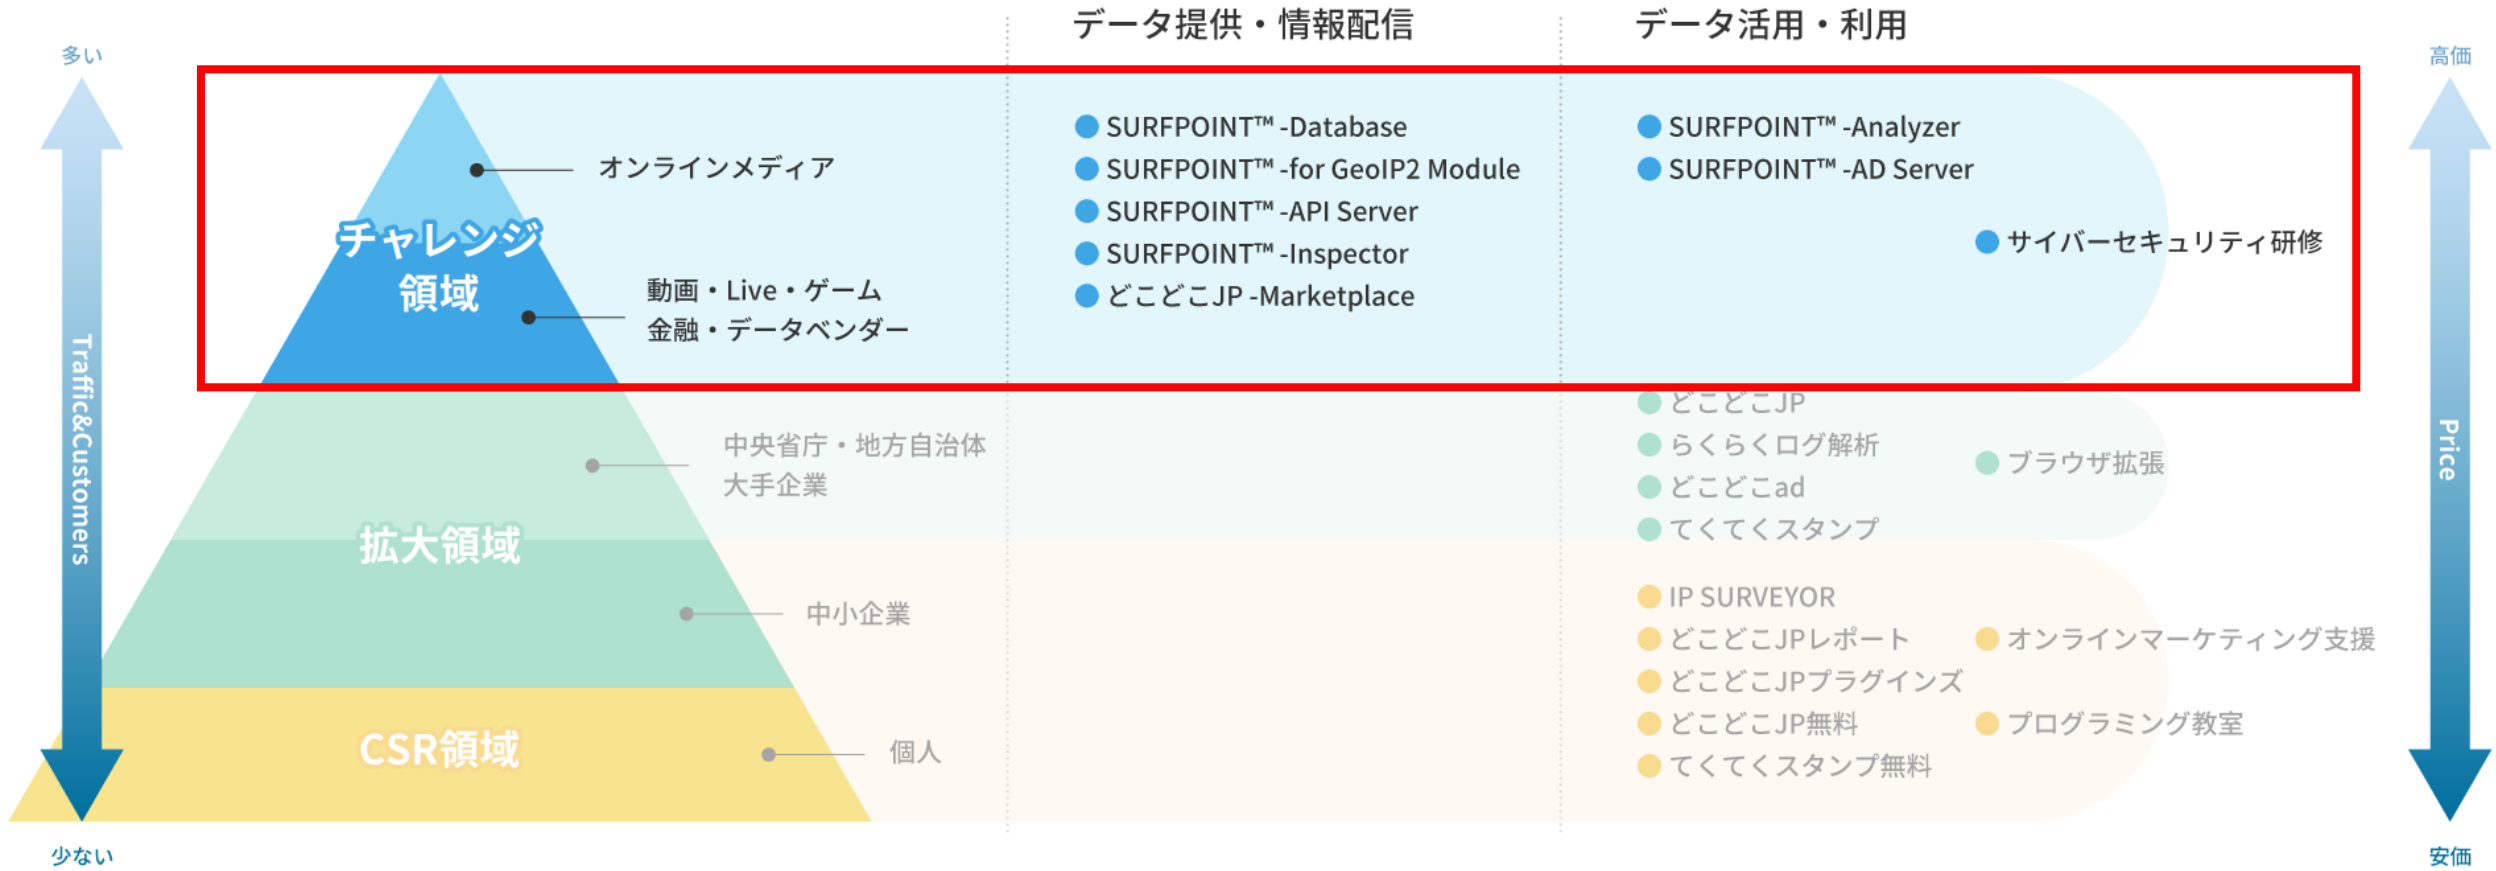 データ提供・情報配信
データ活用・利用
多い
高価
Traffic&Customers
Price
チャレンジ
領域
オンラインメディア
動画・Live・ゲーム
金融・データベンダー
SURFPOINT™ -Database
SURFPOINT™ -for GeoIP2 Module
SURFPOINT™ -API Server
SURFPOINT™ -Inspector
どこどこJP -Marketplace
SURFPOINT™ -Analyzer
SURFPOINT™ -AD Server
サイバーセキュリティ研修
拡大領域
中央省庁・地方自治体
大手企業
中小企業
どこどこJP
らくらくログ解析
どこどこad
てくてくスタンプ
ブラウザ拡張
CSR領域
個人
IP SURVEYOR
どこどこJPレポート
どこどこJPプラグインズ
どこどこJP無料
てくてくスタンプ無料
オンラインマーケティング支援
プログラミング教室
少ない
安価